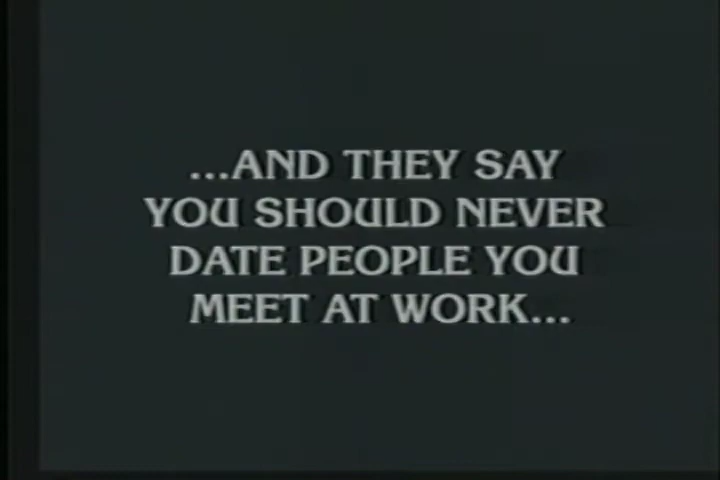 ...AND THEY SAY
YOU SHOULD NEVER
DATE PEOPLE YOU
MEET AT WORK...